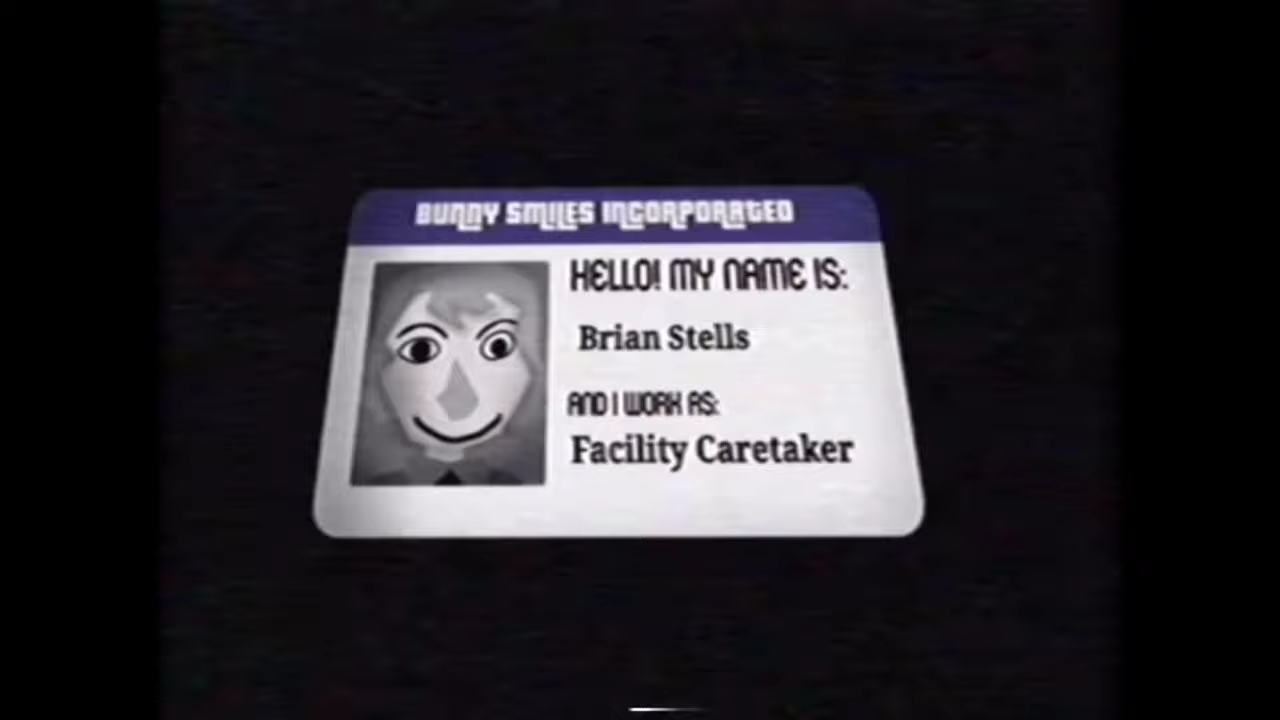 BUNNY SMILES INCORPORATED
HELLO! MY NAME IS:
Brian Stells
AND I WORK AS:
Facility Caretaker